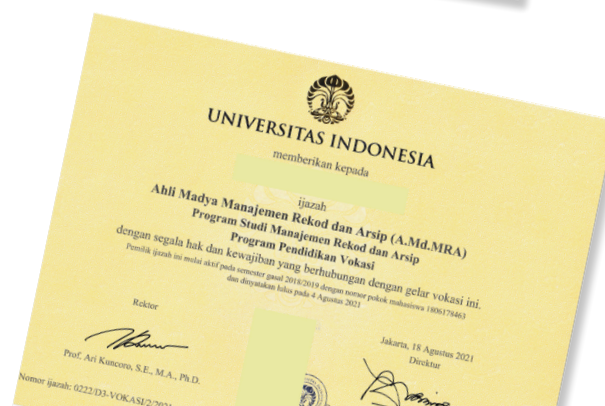 UNIVERSITAS INDONESIA
memberikan kepada
ijazah
Ahli Madya Manajemen Rekod dan Arsip (A.Md.MRA)
Program Studi Manajemen Rekod dan Arsip
Program Pendidikan Vokasi
dengan segala hak dan kewajiban yang berhubungan dengan gelar vokasi ini.
Pemilik ijazah ini mulai aktif pada semester gasal 2018/2019 dengan nomor pokok mahasiswa 1806178463
dan dinyatakan lulus pada 4 Agustus 2021
Rektor
Prof. Ari Kuncoro, S.E., M.A., Ph.D.
Jakarta, 18 Agustus 2021
Direktur
Nomor ijazah: 0222/D3-VOKASI/2/2021